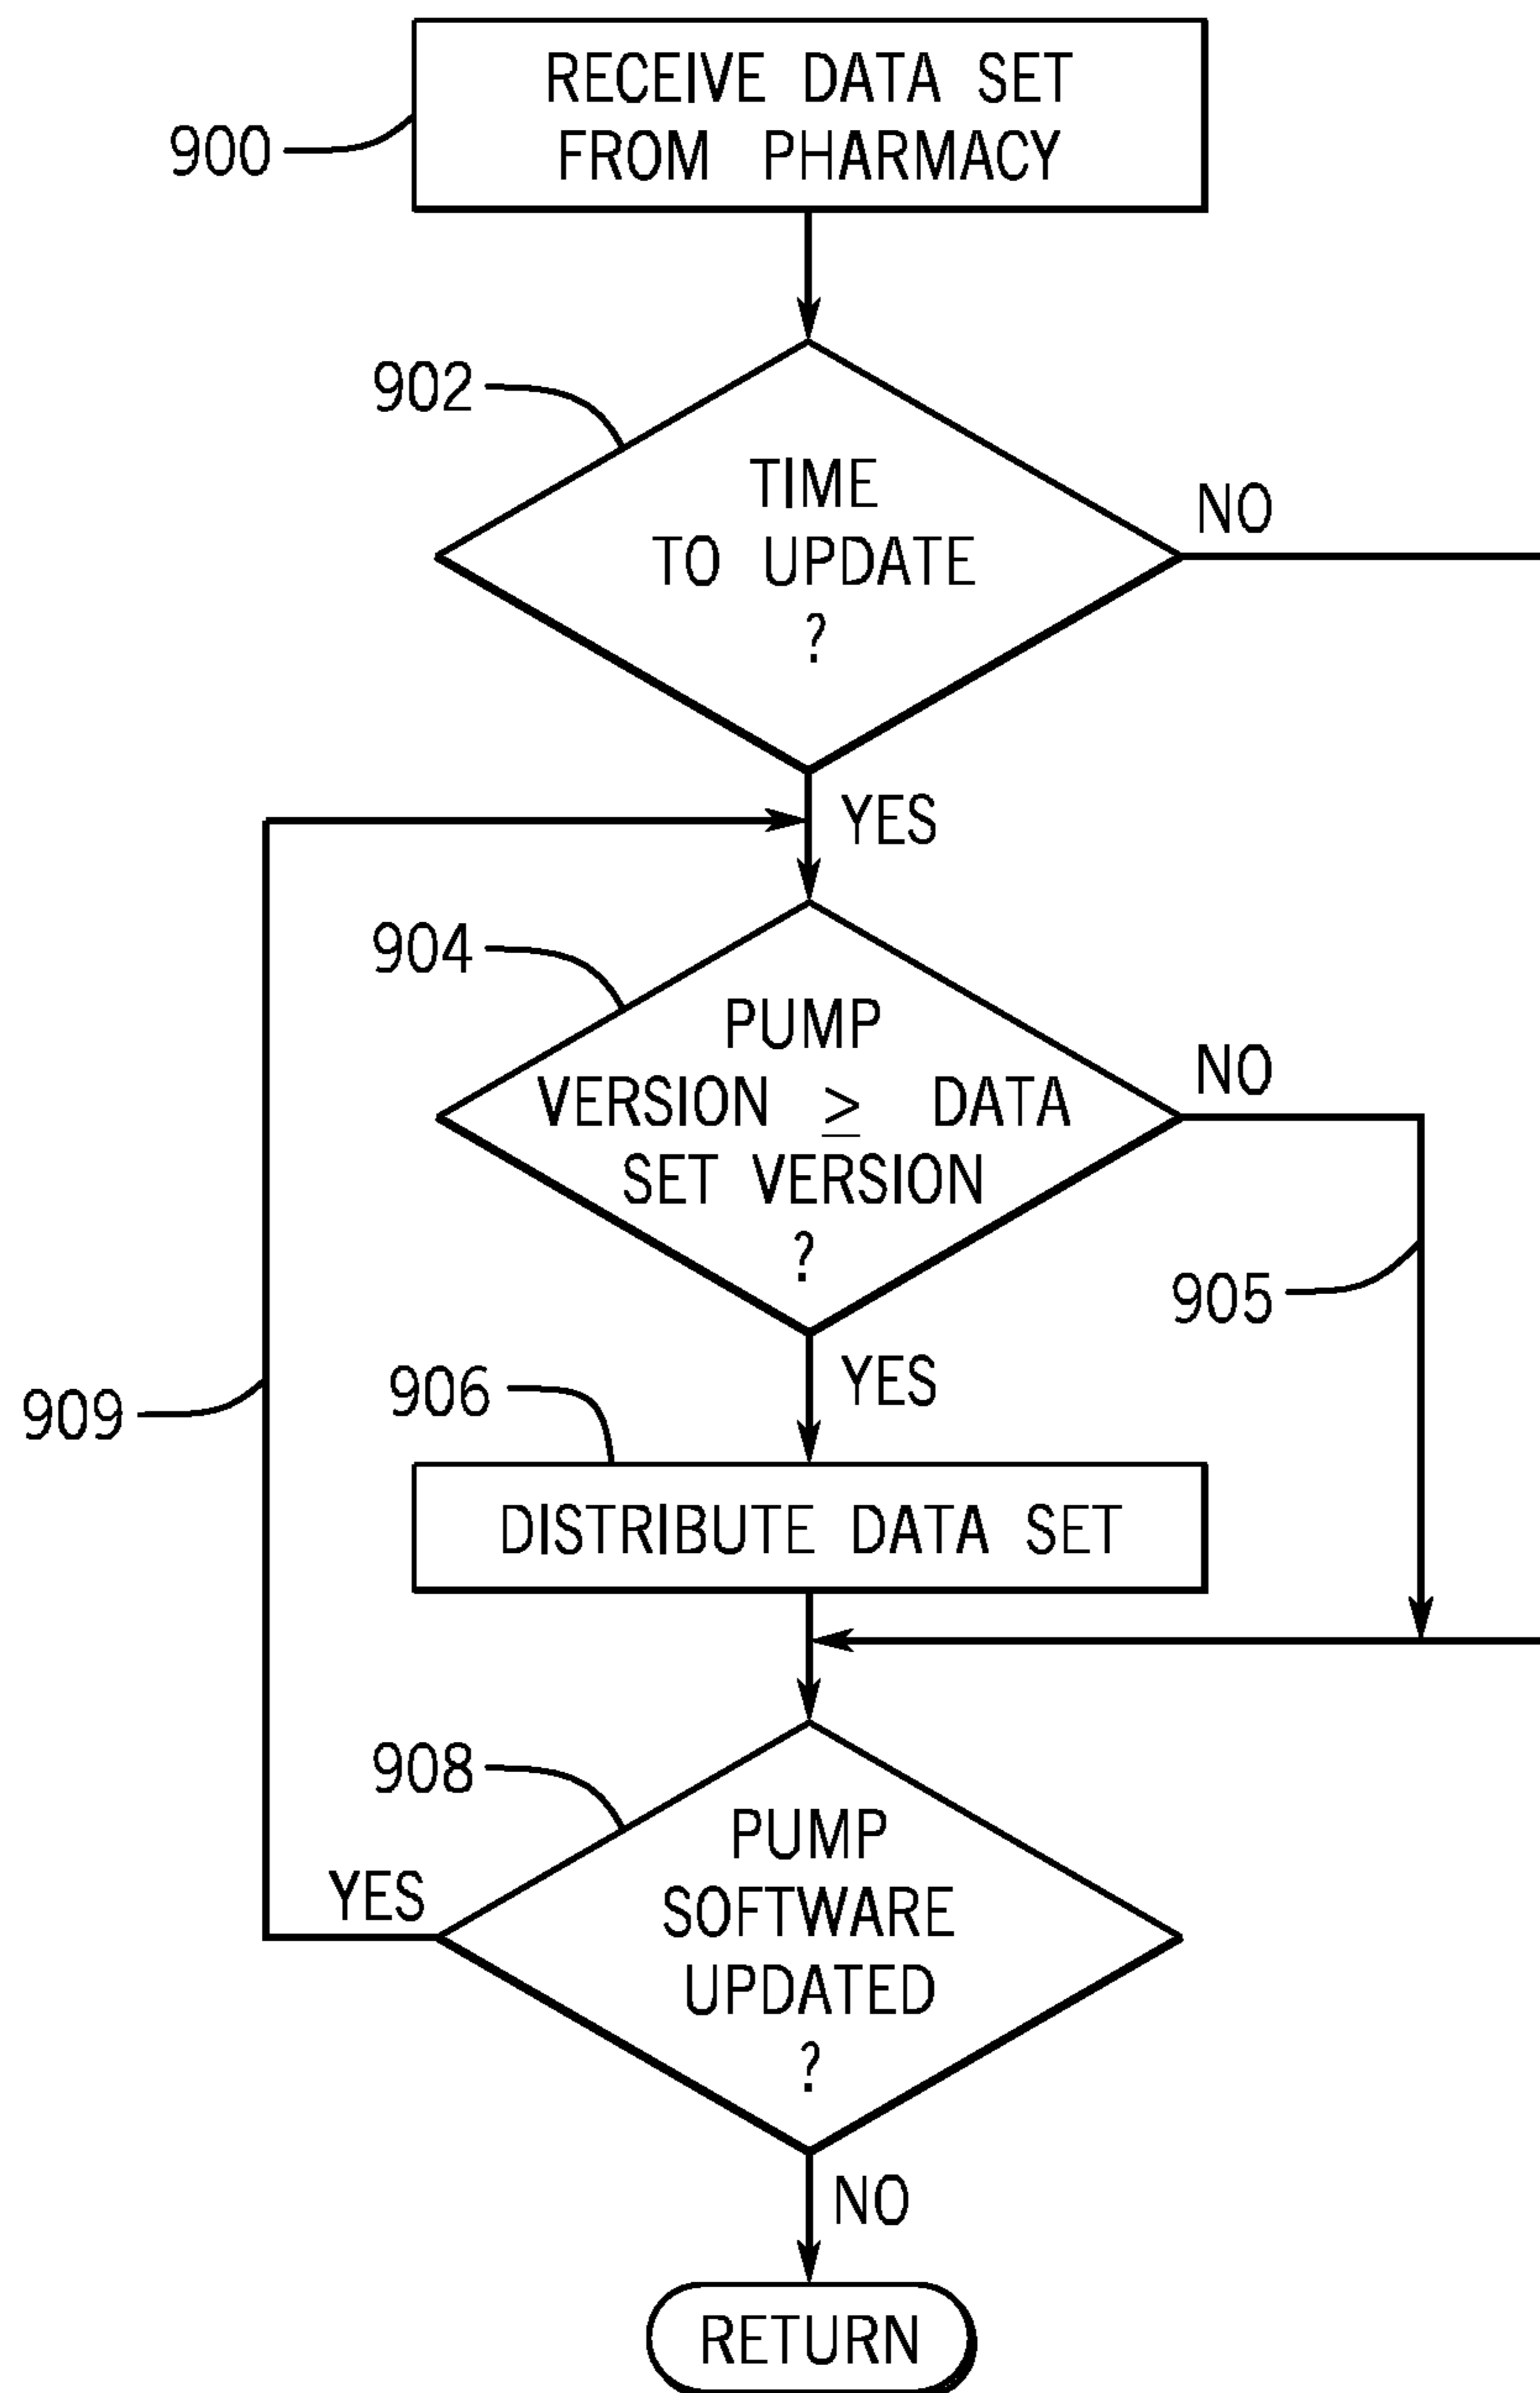 RECEIVE DATA SET
FROM PHARMACY
900
902
TIME
TO UPDATE
?
NO
YES
904
PUMP
VERSION ≥ DATA
SET VERSION
?
NO
905
YES
906
909
DISTRIBUTE DATA SET
908
PUMP
SOFTWARE
UPDATED
?
YES
NO
RETURN